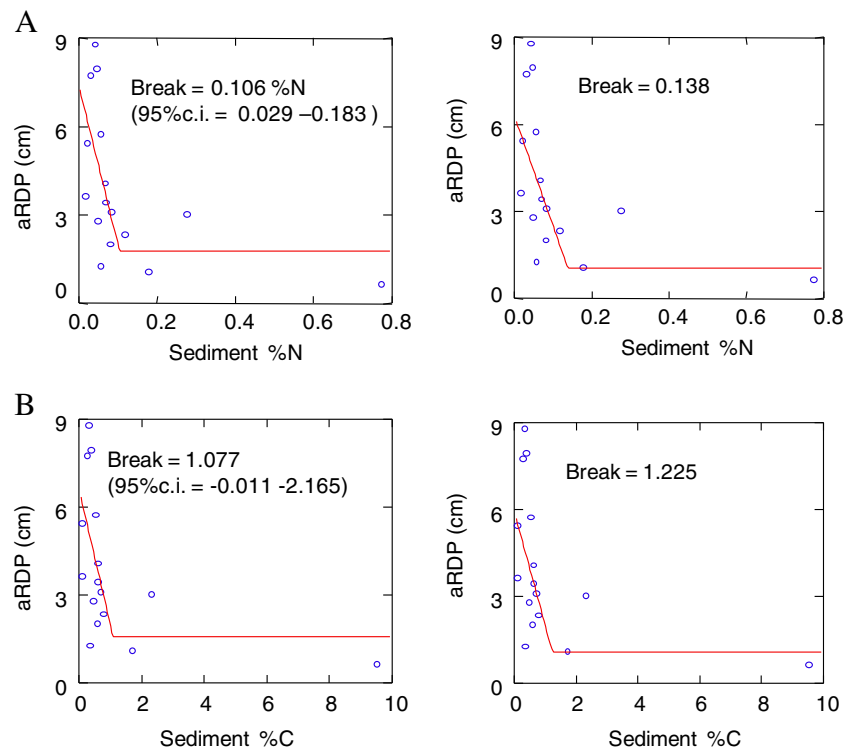 A
9
6
3
0
aRDP (cm)
Break = 0.106 %N
(95%c.i. = 0.029 –0.183 )
0.0 0.2 0.4 0.6 0.8
Sediment %N
9
6
3
0
aRDP (cm)
Break = 0.138
0.0 0.2 0.4 0.6 0.8
Sediment %N
B
9
6
3
0
aRDP (cm)
Break = 1.077
(95%c.i. = -0.011 -2.165)
0 2 4 6 8 10
Sediment %C
9
6
3
0
aRDP (cm)
Break = 1.225
0 2 4 6 8 10
Sediment %C